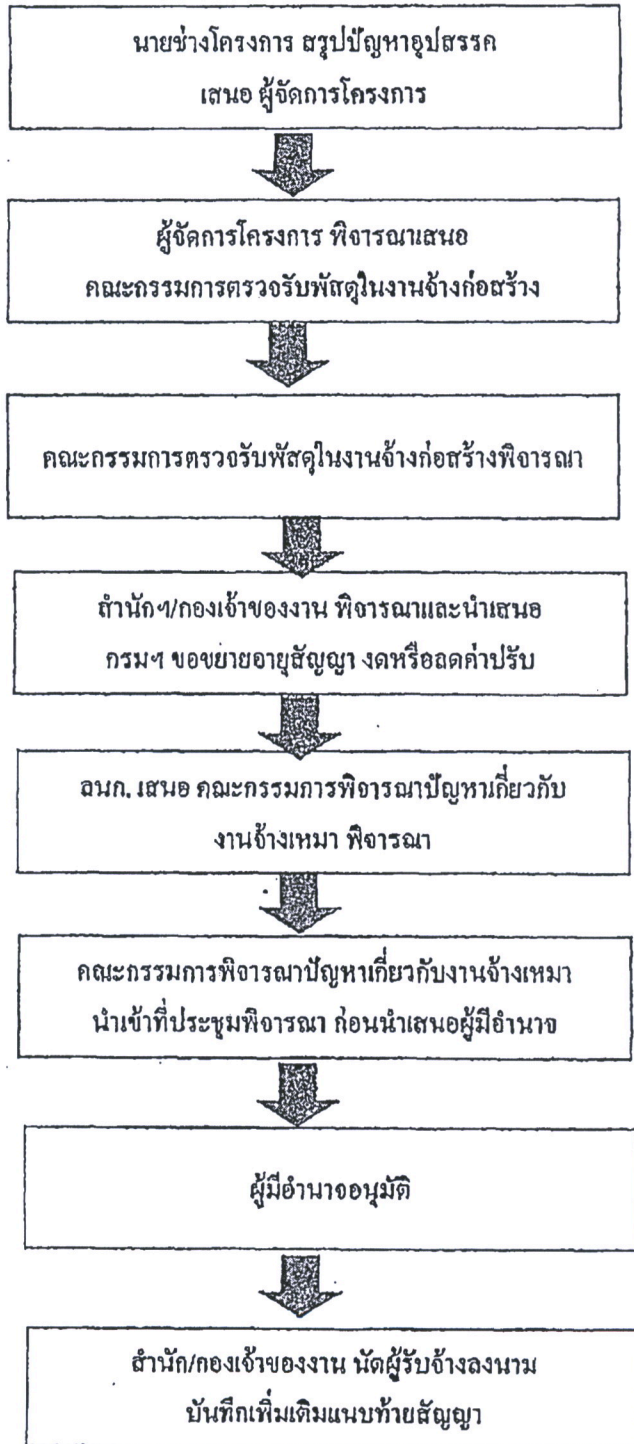 นายช่างโครงการ สรุปปัญหาอุปสรรค
เสนอ ผู้จัดการโครงการ
ผู้จัดการโครงการ พิจารณาเสนอ
คณะกรรมการตรวจรับพัสดุในงานจ้างก่อสร้าง
คณะกรรมการตรวจรับพัสดุในงานจ้างก่อสร้างพิจารณา
สำนักฯ/กองเจ้าของงาน พิจารณาและนำเสนอ
กรมฯ ขอขยายอายุสัญญา งดหรือลดค่าปรับ
ลนก. เสนอ คณะกรรมการพิจารณาปัญหาเกี่ยวกับ
งานจ้างเหมา พิจารณา
คณะกรรมการพิจารณาปัญหาเกี่ยวกับงานจ้างเหมา
นำเข้าที่ประชุมพิจารณา ก่อนนำเสนอผู้มีอำนาจ
ผู้มีอำนาจอนุมัติ
สำนัก/กองเจ้าของงาน นัดผู้รับจ้างลงนาม
บันทึกเพิ่มเติมแนบท้ายสัญญา